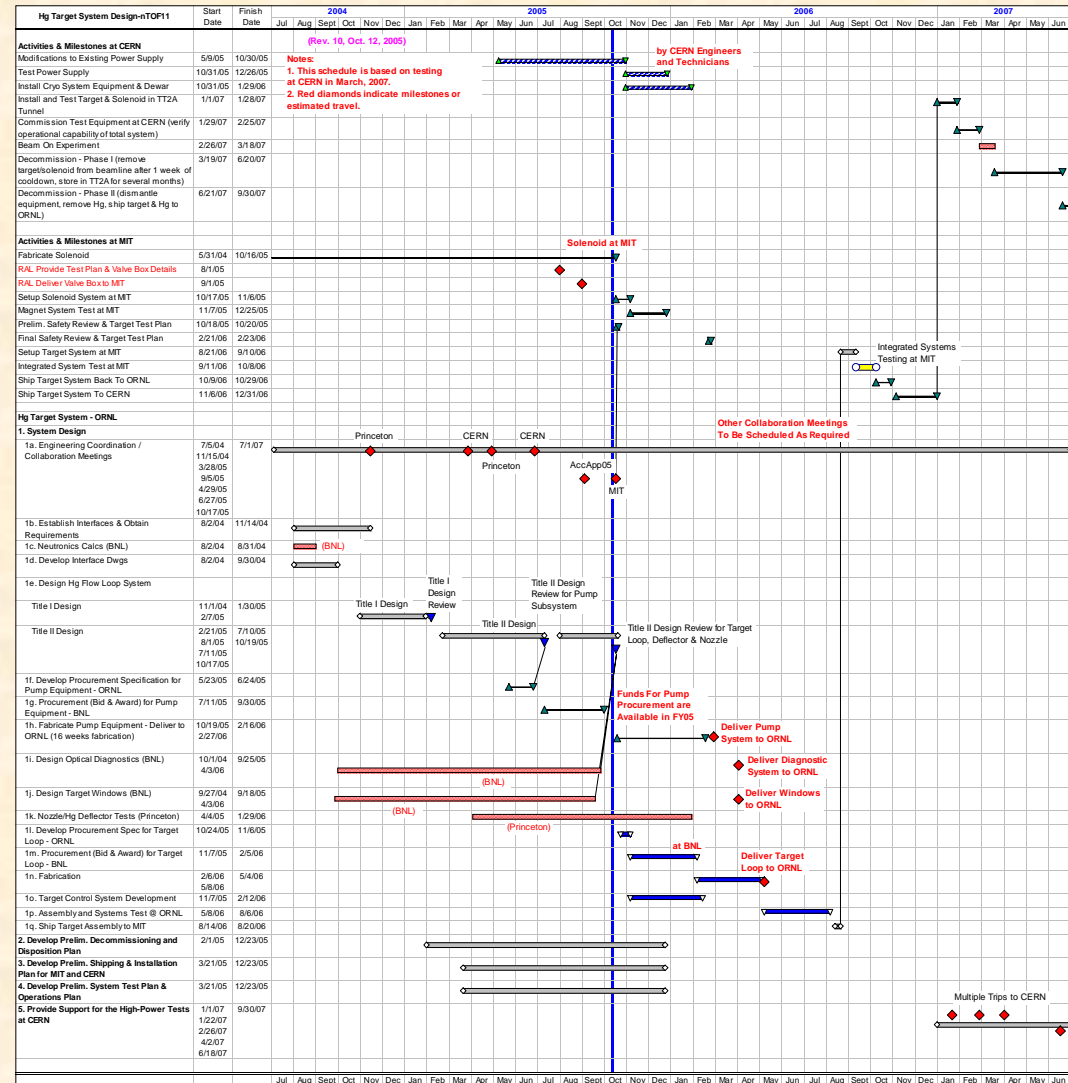 Hg Target System Design-nTOF11
Start Date
Finish Date
2004
2005
2006
2007
Jul Aug Sept Oct Nov Dec Jan Feb Mar Apr May Jun Jul Aug Sept Oct Nov Dec Jan Feb Mar Apr May Jun Jul Aug Sept Oct Nov Dec Jan Feb Mar Apr May Jun
(Rev. 10, Oct. 12, 2005)
Notes:
1. This schedule is based on testing
at CERN in March, 2007.
2. Red diamonds indicate milestones or
estimated travel.
by CERN Engineers
and Technicians
Activities & Milestones at CERN
Modifications to Existing Power Supply 5/9/05 10/30/05
Test Power Supply 10/31/05 12/26/05
Install Cryo System Equipment & Dewar 10/31/05 1/29/06
Install and Test Target & Solenoid in TT2A 1/1/07 1/28/07
Tunnel
Commission Test Equipment at CERN (verify 1/29/07 2/25/07
operational capability of total system)
Beam On Experiment 2/26/07 3/18/07
Decommission - Phase I (remove 3/19/07 6/20/07
target/solenoid from beamline after 1 week of
cooldown, store in TT2A for several months)
Decommission - Phase II (dismantle 6/21/07 9/30/07
equipment, remove Hg, ship target & Hg to
ORNL)
Activities & Milestones at MIT
Solenoid at MIT
Fabricate Solenoid 5/31/04 10/16/05
RAL Provide Test Plan & Valve Box Details 8/1/05
RAL Deliver Valve Box to MIT 9/1/05
Setup Solenoid System at MIT 10/17/05 11/6/05
Magnet System Test at MIT 11/7/05 12/25/05
Prelim. Safety Review & Target Test Plan 10/18/05 10/20/05
Final Safety Review & Target Test Plan 2/21/06 2/23/06
Setup Target System at MIT 8/21/06 9/10/06
Integrated Systems
Testing at MIT
Integrated System Test at MIT 9/11/06 10/8/06
Ship Target System Back To ORNL 10/9/06 10/29/06
Ship Target System To CERN 11/6/06 12/31/06
Hg Target System - ORNL
1. System Design
Other Collaboration Meetings
To Be Scheduled As Required
Princeton
CERN
CERN
1a. Engineering Coordination / 7/5/04 7/1/07
Collaboration Meetings 11/15/04
3/28/05
9/5/05
4/29/05
6/27/05
10/17/05
Princeton
AccApp05
MIT
1b. Establish Interfaces & Obtain 8/2/04 11/14/04
Requirements
1c. Neutronics Calcs (BNL) 8/2/04 8/31/04
(BNL)
1d. Develop Interface Dwgs 8/2/04 9/30/04
1e. Design Hg Flow Loop System
Title I Design 11/1/04 1/30/05
2/7/05
Title I Design
Title I
Design
Review
Title II Design
Review for Pump
Subsystem
Title II Design 2/21/05 7/10/05
8/1/05 10/19/05
7/11/05
10/17/05
Title II Design
Title II Design Review for Target
Loop, Deflector & Nozzle
1f. Develop Procurement Specification for 5/23/05 6/24/05
Pump Equipment - ORNL
1g. Procurement (Bid & Award) for Pump 7/11/05 9/30/05
Equipment - BNL
Funds For Pump
Procurement are
Available in FY05
1h. Fabricate Pump Equipment - Deliver to 10/19/05 2/16/06
ORNL (16 weeks fabrication) 2/27/06
Deliver Pump
System to ORNL
1i. Design Optical Diagnostics (BNL) 10/1/04 9/25/05
4/3/06
(BNL)
Deliver Diagnostic
System to ORNL
1j. Design Target Windows (BNL) 9/27/04 9/18/05
4/3/06
(BNL)
Deliver Windows
to ORNL
1k. Nozzle/Hg Deflector Tests (Princeton) 4/4/05 1/29/06
(Princeton)
1l. Develop Procurement Spec for Target 10/24/05 11/6/05
Loop - ORNL
1m. Procurement (Bid & Award) for Target 11/7/05 2/5/06
Loop - BNL
at BNL
Deliver Target
Loop to ORNL
1n. Fabrication 2/6/06 5/4/06
5/8/06
1o. Target Control System Development 11/7/05 2/12/06
1p. Assembly and Systems Test @ ORNL 5/8/06 8/6/06
1q. Ship Target Assembly to MIT 8/14/06 8/20/06
2. Develop Prelim. Decommissioning and 2/1/05 12/23/05
Disposition Plan
3. Develop Prelim. Shipping & Installation 3/21/05 12/23/05
Plan for MIT and CERN
4. Develop Prelim. System Test Plan & 3/21/05 12/23/05
Operations Plan
5. Provide Support for the High-Power Tests 1/1/07 9/30/07
at CERN 1/22/07
2/26/07
4/2/07
6/18/07
Multiple Trips to CERN
Jul Aug Sept Oct Nov Dec Jan Feb Mar Apr May Jun Jul Aug Sept Oct Nov Dec Jan Feb Mar Apr May Jun Jul Aug Sept Oct Nov Dec Jan Feb Mar Apr May Jun